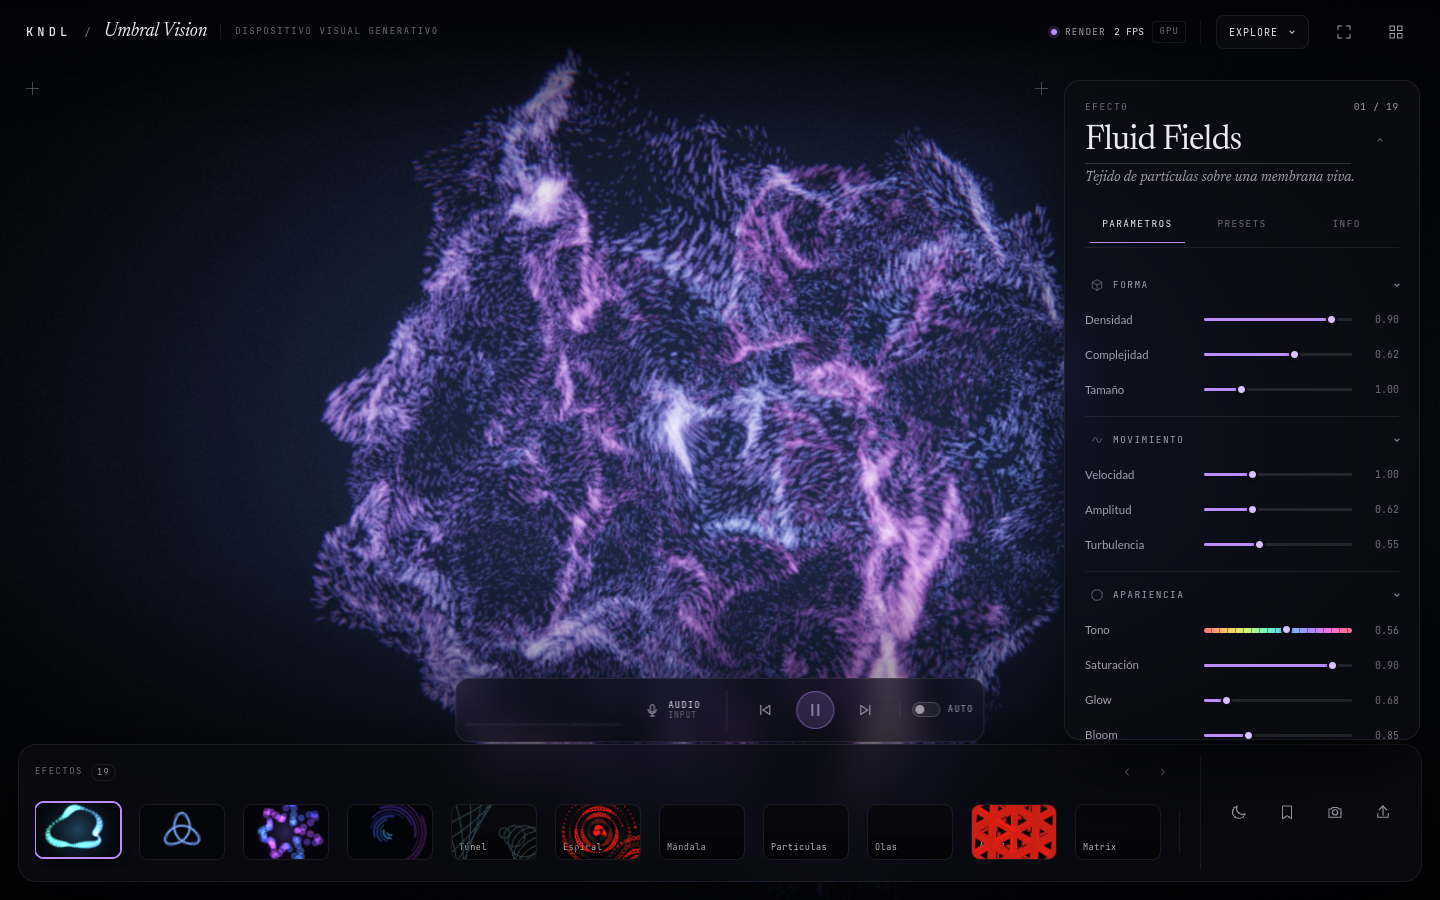 KNDL / Umbral Vision
DISPOSITIVO VISUAL GENERATIVO
RENDER 2 FPS GPU
EXPLORE
EFECTO
01 / 19
Fluid Fields
Tejido de partículas sobre una membrana viva.
PARÁMETROS PRESETS INFO
FORMA
Densidad 0.90
Complejidad 0.62
Tamaño 1.00
MOVIMIENTO
Velocidad 1.00
Amplitud 0.62
Turbulencia 0.55
APARIENCIA
Tono 0.56
Saturación 0.90
Glow 0.68
Bloom 0.85
AUDIO
INPUT
AUTO
EFECTOS 19
Túnel
Espiral
Mándala
Partículas
Olas
Matrix